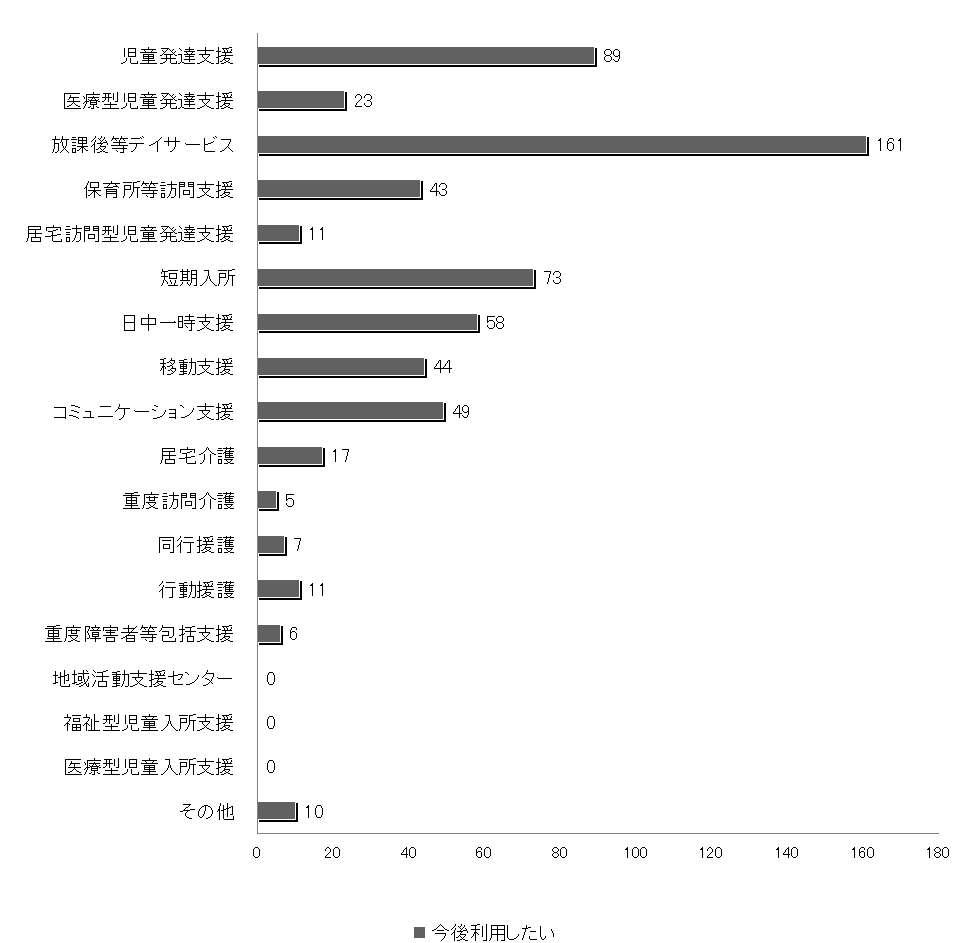 児童発達支援 89
医療型児童発達支援 23
放課後等デイサービス 161
保育所等訪問支援 43
居宅訪問型児童発達支援 11
短期入所 73
日中一時支援 58
移動支援 44
コミュニケーション支援 49
居宅介護 17
重度訪問介護 5
同行援護 7
行動援護 11
重度障害者等包括支援 6
地域活動支援センター 0
福祉型児童入所支援 0
医療型児童入所支援 0
その他 10
0 20 40 60 80 100 120 140 160 180
今後利用したい